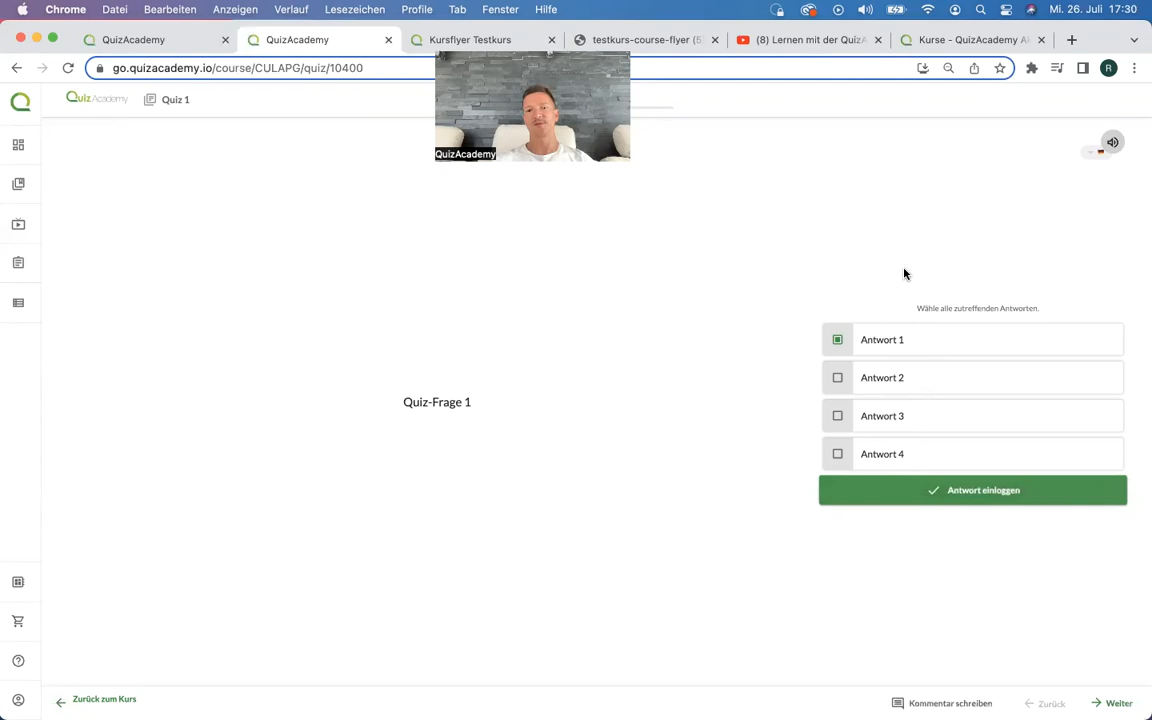 Chrome Datei Bearbeiten Anzeigen Verlauf Lesezeichen Profile Tab Fenster Hilfe Mi. 26. Juli 17:30
QuizAcademy QuizAcademy Kursflyer Testkurs testkurs-course-flyer (5) (8) Lernen mit der QuizA Kurse - QuizAcademy Ak
go.quizacademy.io/course/CULAPG/quiz/10400 R
QuizAcademy Quiz 1
QuizAcademy
Wähle alle zutreffenden Antworten.
Antwort 1
Antwort 2
Quiz-Frage 1
Antwort 3
Antwort 4
Antwort einloggen
Zurück zum Kurs Kommentar schreiben Zurück Weiter